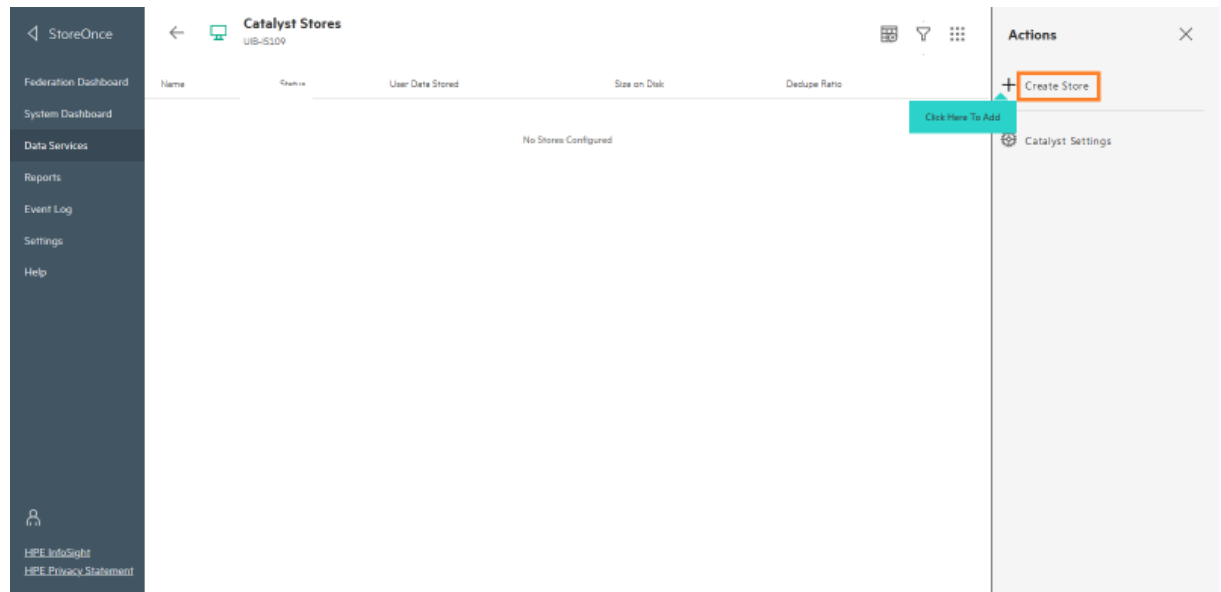 StoreOnce
Federation Dashboard
System Dashboard
Data Services
Reports
Event Log
Settings
Help
HPE InfoSight
HPE Privacy Statement
Catalyst Stores
UIB-IS109
Name Status User Data Stored Size on Disk Dedupe Ratio
No Stores Configured
Actions
Create Store
Click Here To Add
Catalyst Settings